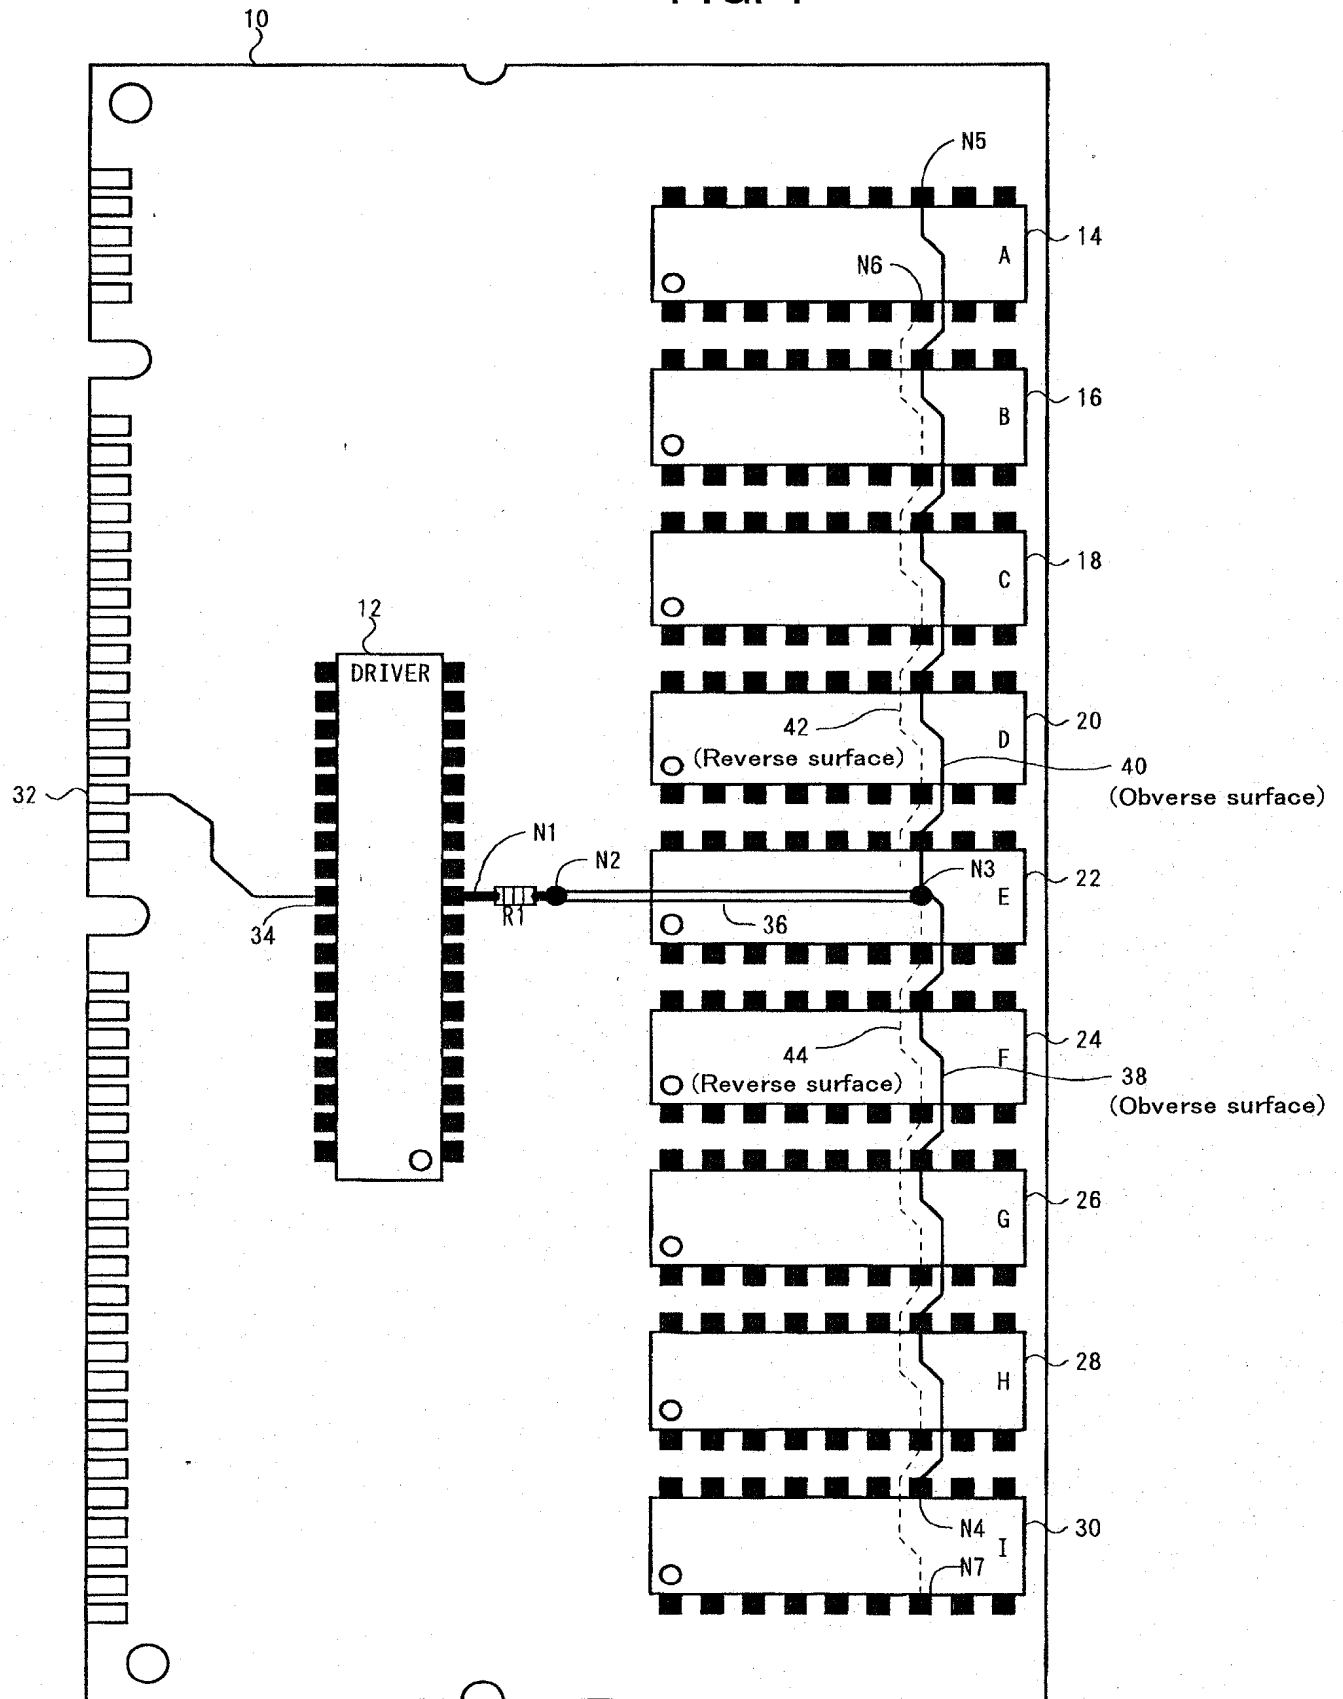 10
N5
14
A
N6
16
B
18
C
12
DRIVER
20
42
D
(Reverse surface)
40
32
(Obverse surface)
N1
N2
N3
22
E
R1
36
34
24
44
F
(Reverse surface)
38
(Obverse surface)
26
G
28
H
N4
30
I
N7